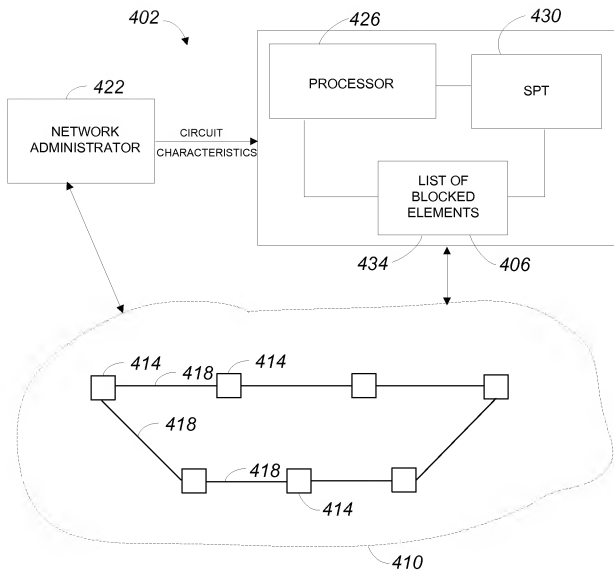 402
426
430
422
PROCESSOR
SPT
NETWORK
ADMINISTRATOR
CIRCUIT
CHARACTERISTICS
LIST OF
BLOCKED
ELEMENTS
434
406
414
418
414
418
418
414
410